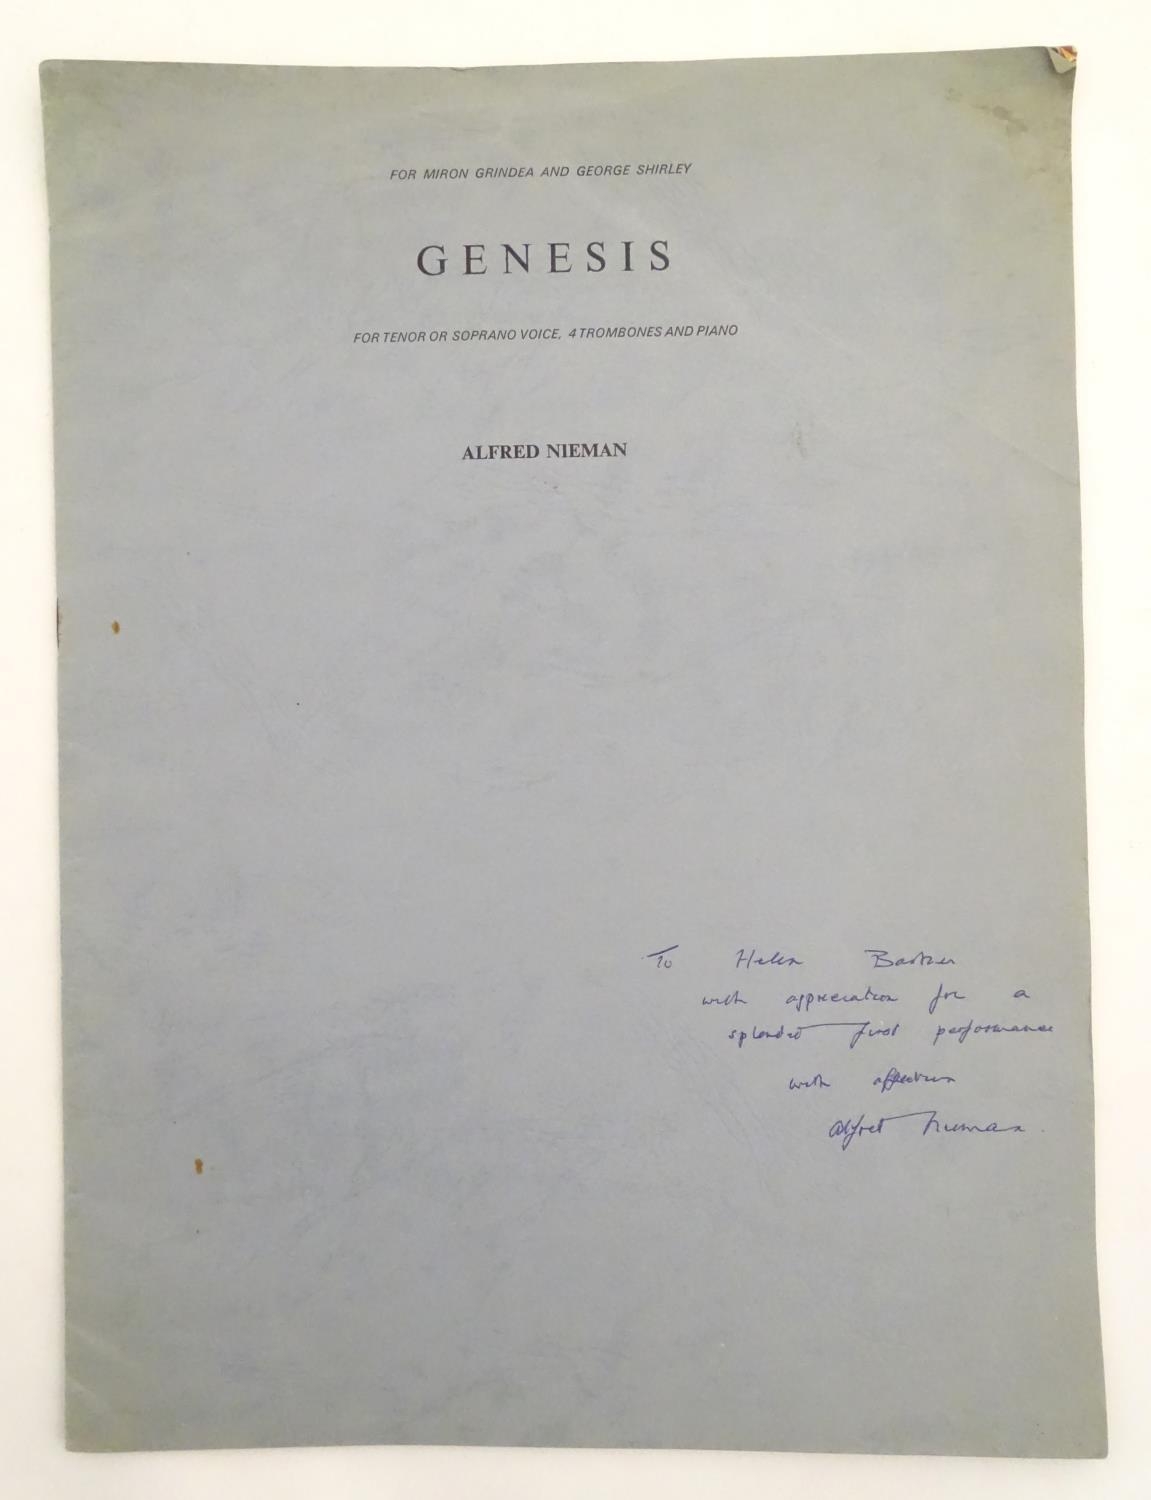 FOR MIRON GRINDEA AND GEORGE SHIRLEY
GENESIS
FOR TENOR OR SOPRANO VOICE, 4 TROMBONES AND PIANO
ALFRED NIEMAN
To Helen
with appreciation for a
splendid first performance
with affection
Alfred Nieman.